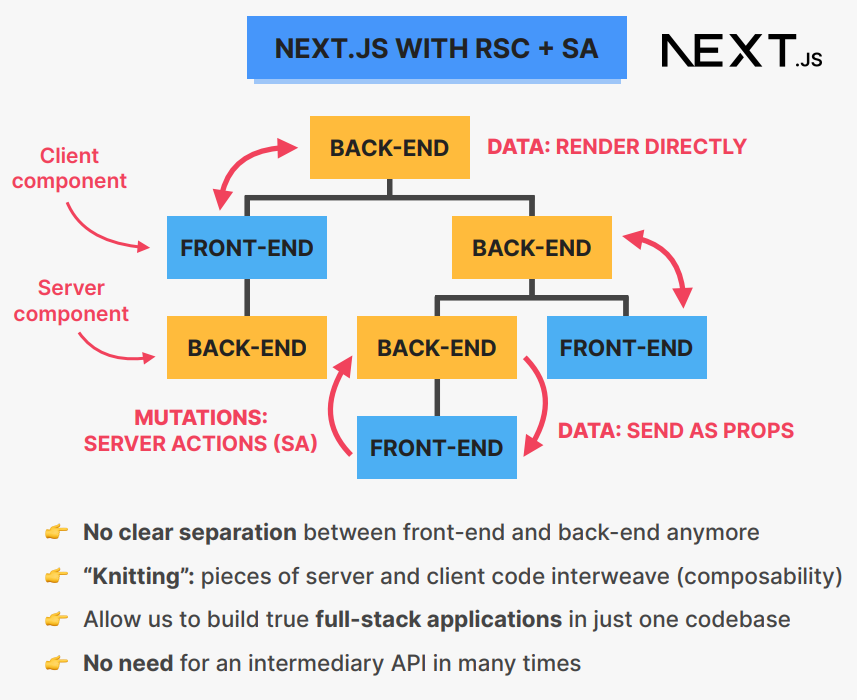 NEXT.JS WITH RSC + SA
NEXT.JS
BACK-END
DATA: RENDER DIRECTLY
Client
component
FRONT-END
BACK-END
Server
component
BACK-END
BACK-END
FRONT-END
MUTATIONS:
SERVER ACTIONS (SA)
FRONT-END
DATA: SEND AS PROPS
👉 No clear separation between front-end and back-end anymore
👉 “Knitting”: pieces of server and client code interweave (composability)
👉 Allow us to build true full-stack applications in just one codebase
👉 No need for an intermediary API in many times